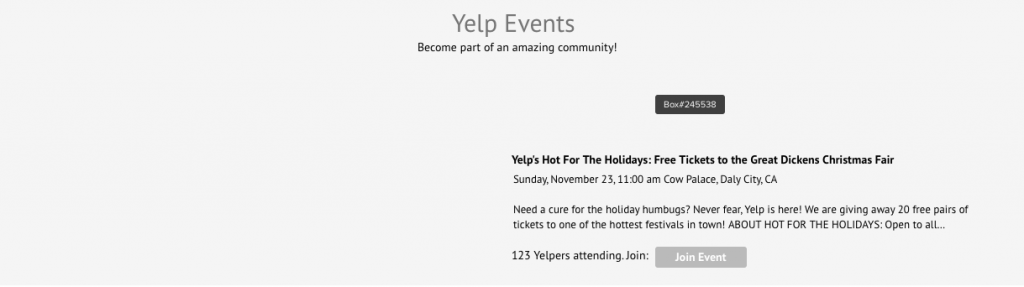 Yelp Events
Become part of an amazing community!
Box#245538
Yelp's Hot For The Holidays: Free Tickets to the Great Dickens Christmas Fair
Sunday, November 23, 11:00 am Cow Palace, Daly City, CA
Need a cure for the holiday humbugs? Never fear, Yelp is here! We are giving away 20 free pairs of
tickets to one of the hottest festivals in town! ABOUT HOT FOR THE HOLIDAYS: Open to all...
123 Yelpers attending. Join: Join Event